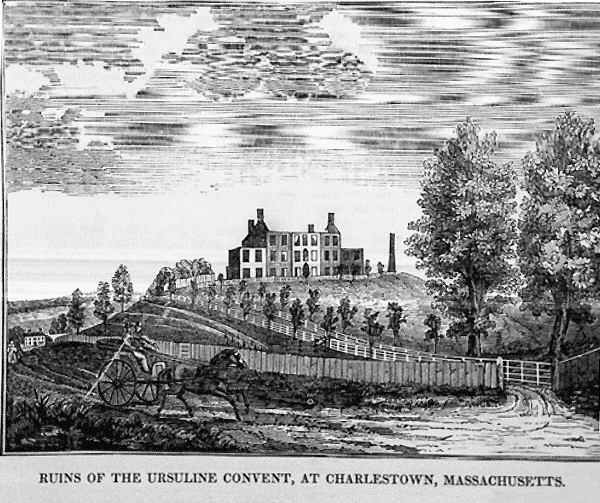 RUINS OF THE URSULINE CONVENT, AT CHARLESTOWN, MASSACHUSETTS.